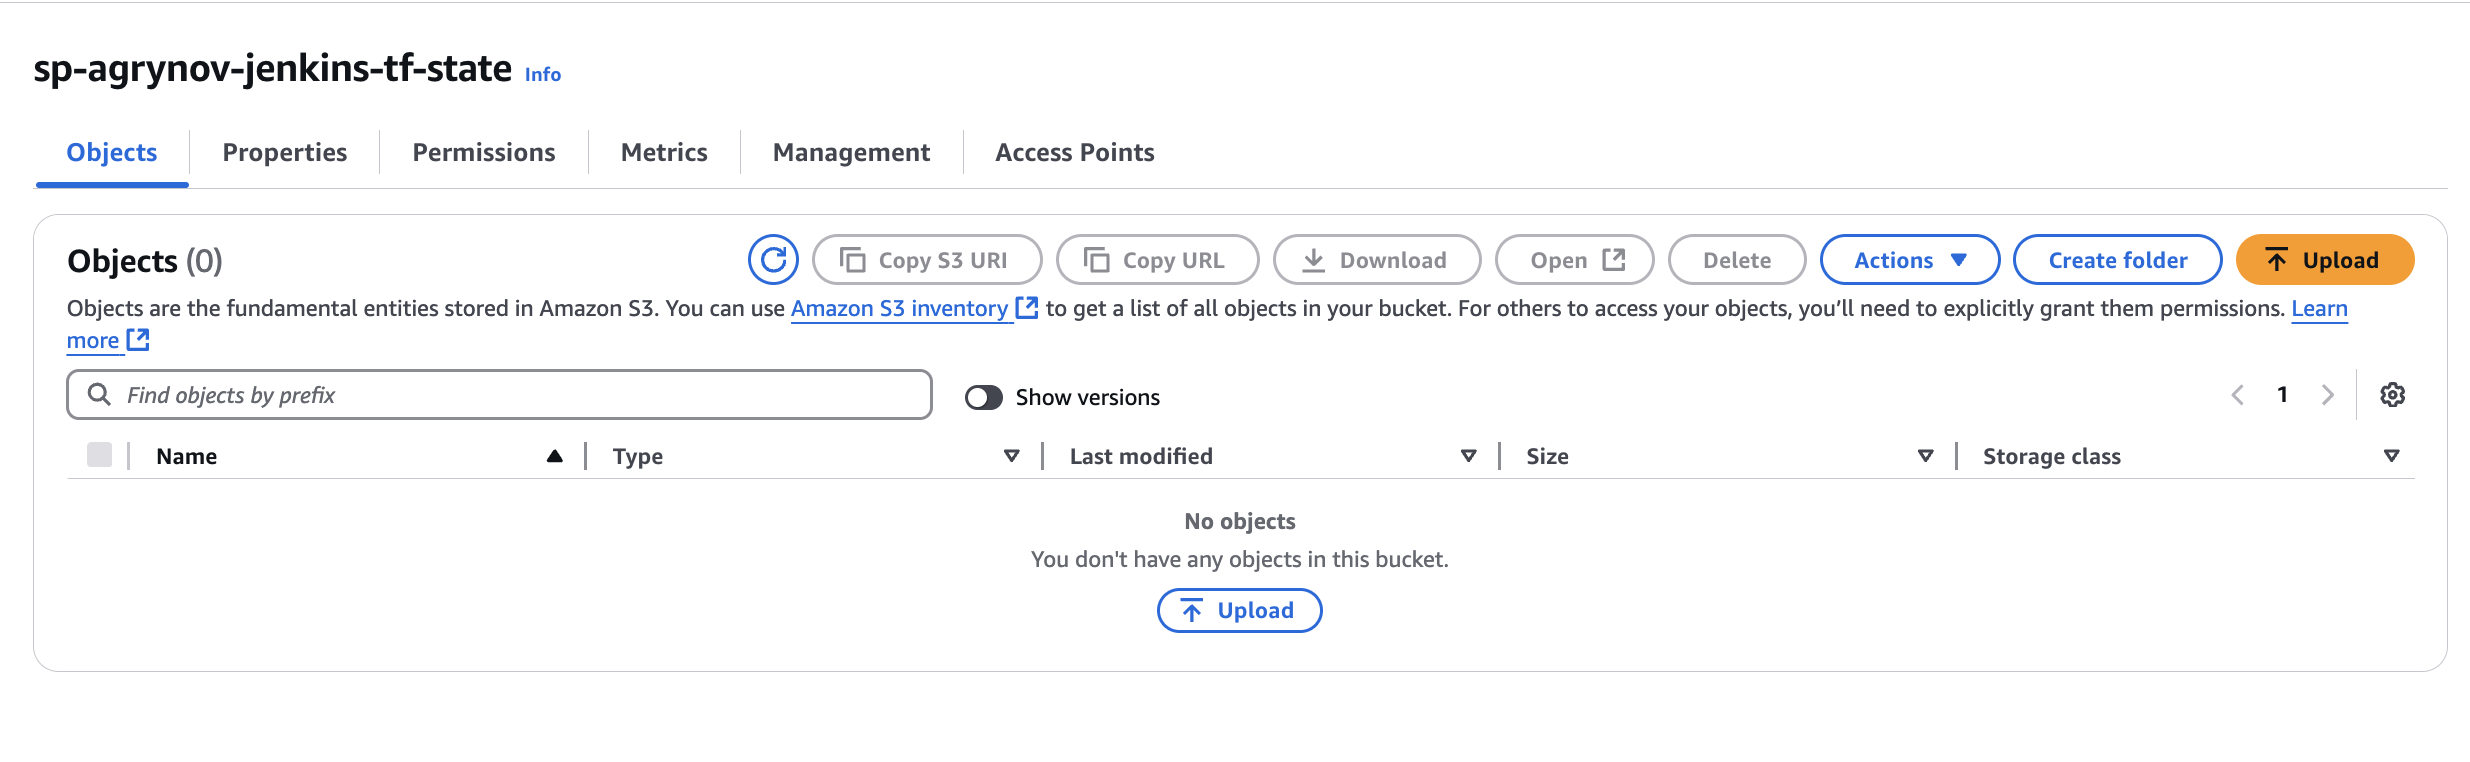 sp-agrynov-jenkins-tf-state Info
Objects Properties Permissions Metrics Management Access Points
Objects (0) Copy S3 URI Copy URL Download Open Delete Actions Create folder Upload
Objects are the fundamental entities stored in Amazon S3. You can use Amazon S3 inventory to get a list of all objects in your bucket. For others to access your objects, you’ll need to explicitly grant them permissions. Learn
more
Find objects by prefix Show versions 1
Name Type Last modified Size Storage class
No objects
You don't have any objects in this bucket.
Upload